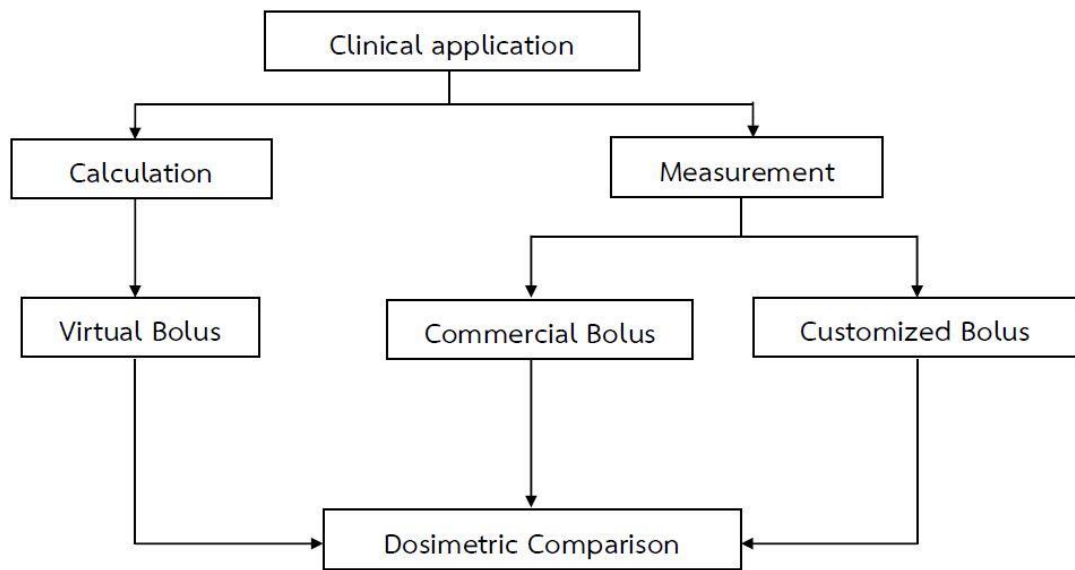 Clinical application
Calculation
Measurement
Virtual Bolus
Commercial Bolus
Customized Bolus
Dosimetric Comparison